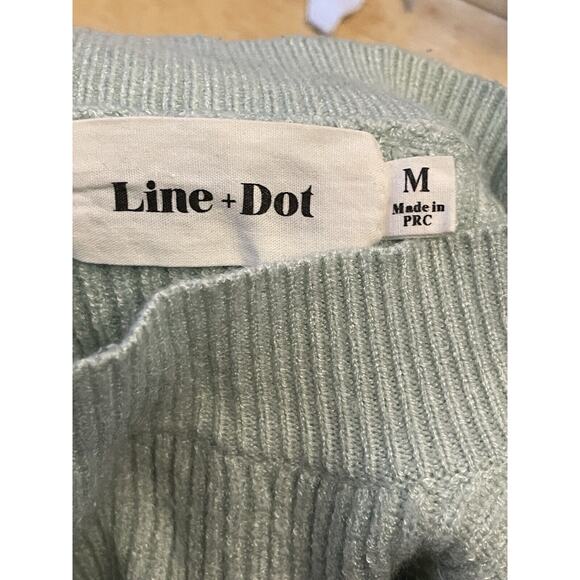 Line + Dot
M
Made in
PRC